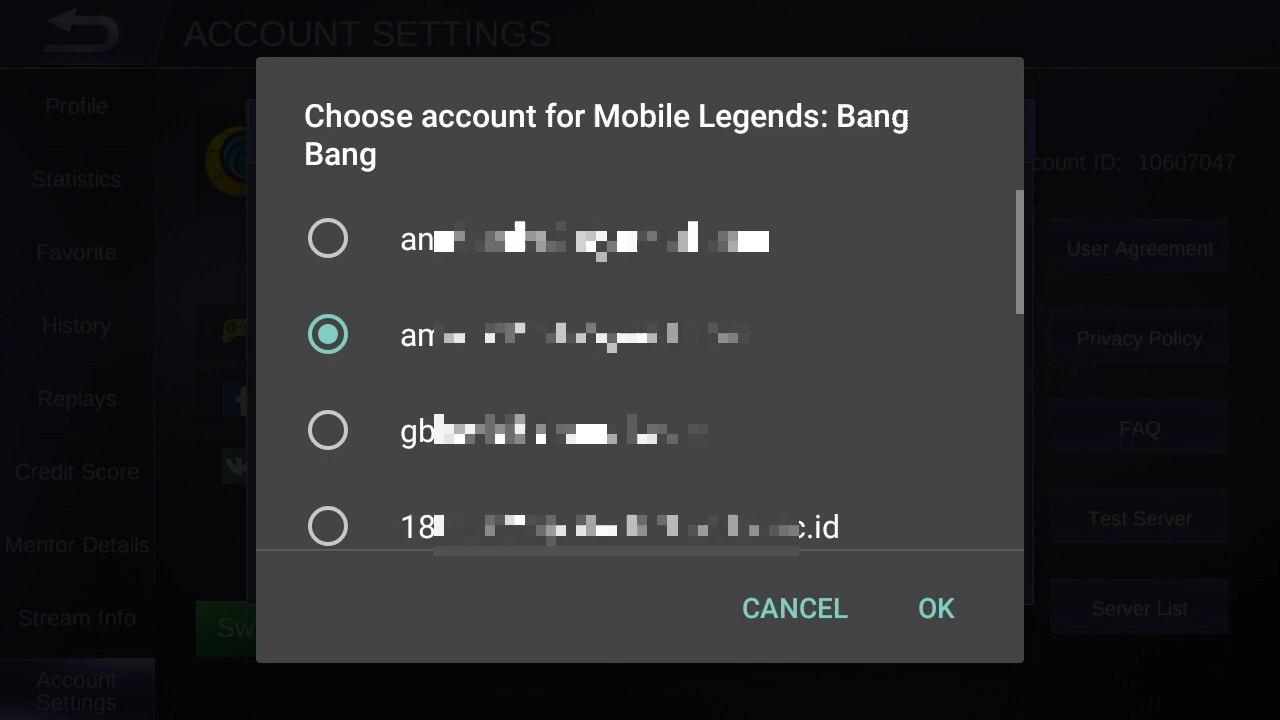 ACCOUNT SETTINGS
Profile
Statistics
Favorite
History
Replays
Credit Score
Mentor Details
Stream Info
Account
Settings
Choose account for Mobile Legends: Bang
Bang
an
am
gb
18
c.id
CANCEL
OK
count ID: 10607047
User Agreement
Privacy Policy
FAQ
Test Server
Server List
Sw